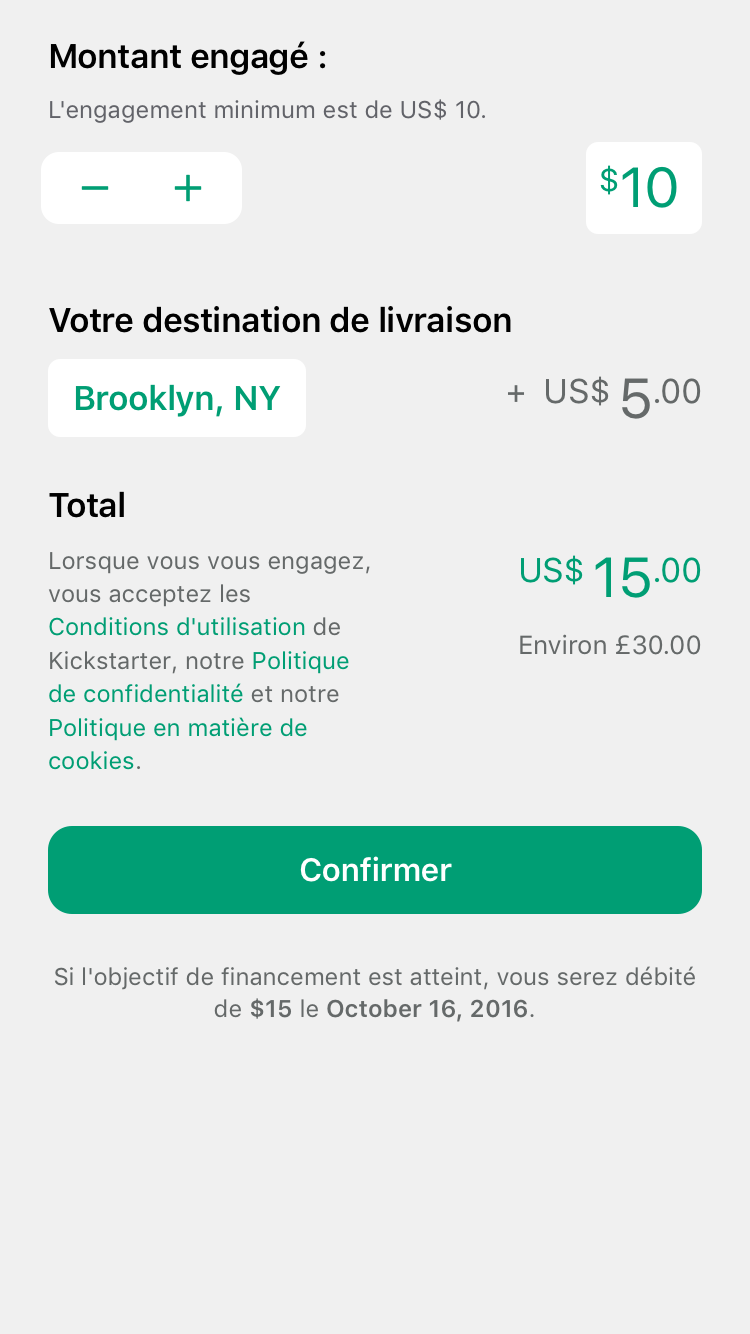 Montant engagé :
L'engagement minimum est de US$ 10.
− +
$10
Votre destination de livraison
Brooklyn, NY
+ US$ 5.00
Total
Lorsque vous vous engagez,
vous acceptez les
Conditions d'utilisation de
Kickstarter, notre Politique
de confidentialité et notre
Politique en matière de
cookies.
US$ 15.00
Environ £30.00
Confirmer
Si l'objectif de financement est atteint, vous serez débité
de $15 le October 16, 2016.